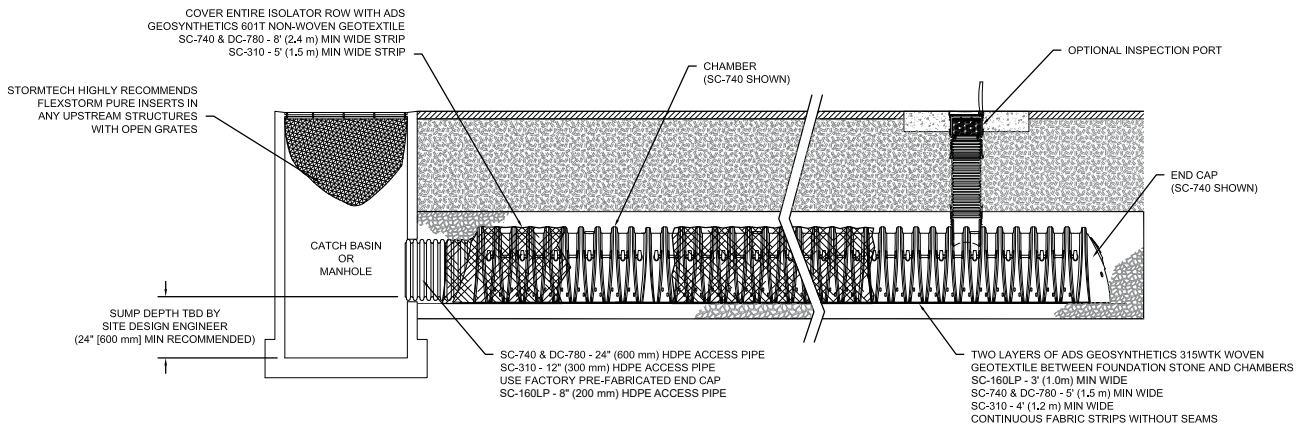 COVER ENTIRE ISOLATOR ROW WITH ADS
GEOSYNTHETICS 601T NON-WOVEN GEOTEXTILE
SC-740 & DC-780 - 8' (2.4 m) MIN WIDE STRIP
SC-310 - 5' (1.5 m) MIN WIDE STRIP
STORMTECH HIGHLY RECOMMENDS
FLEXSTORM PURE INSERTS IN
ANY UPSTREAM STRUCTURES
WITH OPEN GRATES
CHAMBER
(SC-740 SHOWN)
OPTIONAL INSPECTION PORT
END CAP
(SC-740 SHOWN)
CATCH BASIN
OR
MANHOLE
SUMP DEPTH TBD BY
SITE DESIGN ENGINEER
(24" [600 mm] MIN RECOMMENDED)
SC-740 & DC-780 - 24" (600 mm) HDPE ACCESS PIPE
SC-310 - 12" (300 mm) HDPE ACCESS PIPE
USE FACTORY PRE-FABRICATED END CAP
SC-160LP - 8" (200 mm) HDPE ACCESS PIPE
TWO LAYERS OF ADS GEOSYNTHETICS 315WTK WOVEN
GEOTEXTILE BETWEEN FOUNDATION STONE AND CHAMBERS
SC-160LP - 3' (1.0m) MIN WIDE
SC-740 & DC-780 - 5' (1.5 m) MIN WIDE
SC-310 - 4' (1.2 m) MIN WIDE
CONTINUOUS FABRIC STRIPS WITHOUT SEAMS